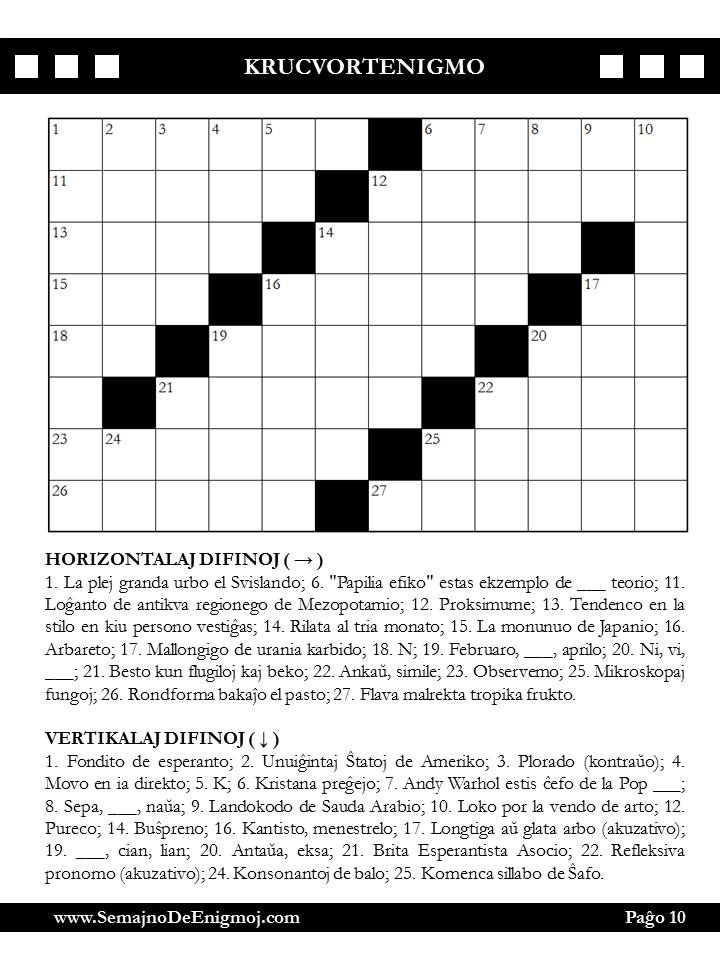 KRUCVORTENIGMO
1 2 3 4 5 6 7 8 9 10
11 12
13 14
15 16 17
18 19 20
21 22
23 24 25
26 27
HORIZONTALAJ DIFINOJ ( → )
1. La plej granda urbo el Svislando; 6. "Papilia efiko" estas ekzemplo de ___ teorio; 11.
Loĝanto de antikva regionego de Mezopotamio; 12. Proksimume; 13. Tendenco en la
stilo en kiu persono vestiĝas; 14. Rilata al tria monato; 15. La monunuo de Japanio; 16.
Arbareto; 17. Mallongigo de urania karbido; 18. N; 19. Februaro, ___, aprilo; 20. Ni, vi,
___; 21. Besto kun flugiloj kaj beko; 22. Ankaŭ, simile; 23. Observemo; 25. Mikroskopaj
fungoj; 26. Rondforma bakaĵo el pasto; 27. Flava malrekta tropika frukto.
VERTIKALAJ DIFINOJ ( ↓ )
1. Fondito de esperanto; 2. Unuiĝintaj Ŝtatoj de Ameriko; 3. Plorado (kontraŭo); 4.
Movo en ia direkto; 5. K; 6. Kristana preĝejo; 7. Andy Warhol estis ĉefo de la Pop ___;
8. Sepa, ___, naŭa; 9. Landokodo de Sauda Arabio; 10. Loko por la vendo de arto; 12.
Pureco; 14. Buŝpreno; 16. Kantisto, menestrelo; 17. Longtiga aŭ glata arbo (akuzativo);
19. ___, cian, lian; 20. Antaŭa, eksa; 21. Brita Esperantista Asocio; 22. Refleksiva
pronomo (akuzativo); 24. Konsonantoj de balo; 25. Komenca sillabo de Ŝafo.
www.SemajnoDeEnigmoj.com Paĝo 10